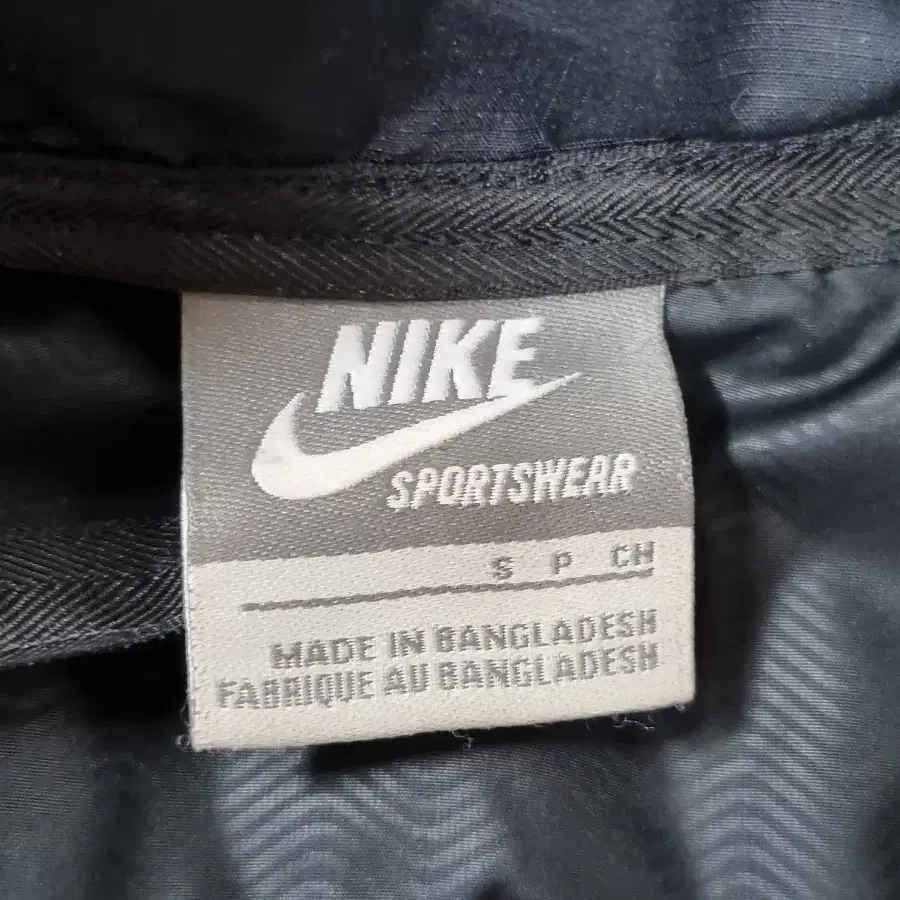 NIKE
SPORTSWEAR
S P CH
MADE IN BANGLADESH
FABRIQUE AU BANGLADESH